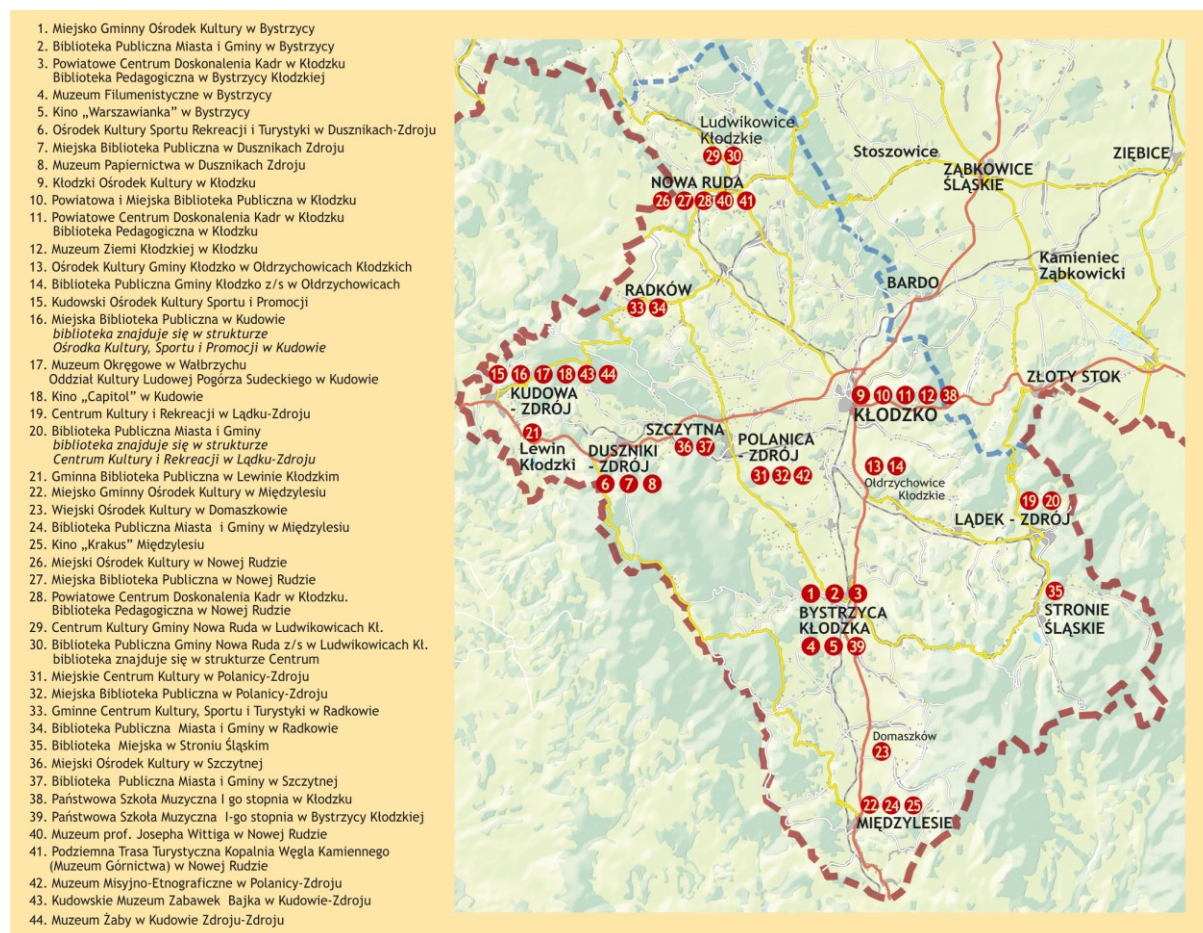 1. Miejsko Gminny Ośrodek Kultury w Bystrzycy
2. Biblioteka Publiczna Miasta i Gminy w Bystrzycy
3. Powiatowe Centrum Doskonalenia Kadr w Kłodzku
Biblioteka Pedagogiczna w Bystrzycy Kłodzkiej
4. Muzeum Filumenistyczne w Bystrzycy
5. Kino „Warszawianka” w Bystrzycy
6. Ośrodek Kultury Sportu Rekreacji i Turystyki w Dusznikach-Zdroju
7. Miejska Biblioteka Publiczna w Dusznikach Zdroju
8. Muzeum Papiernictwa w Dusznikach Zdroju
9. Kłodzki Ośrodek Kultury w Kłodzku
10. Powiatowa i Miejska Biblioteka Publiczna w Kłodzku
11. Powiatowe Centrum Doskonalenia Kadr w Kłodzku
Biblioteka Pedagogiczna w Kłodzku
12. Muzeum Ziemi Kłodzkiej w Kłodzku
13. Ośrodek Kultury Gminy Kłodzko w Ołdrzychowicach Kłodzkich
14. Biblioteka Publiczna Gminy Kłodzko z/s w Ołdrzychowicach
15. Kudowski Ośrodek Kultury Sportu i Promocji
16. Miejska Biblioteka Publiczna w Kudowie
biblioteka znajduje się w strukturze
Ośrodka Kultury, Sportu i Promocji w Kudowie
17. Muzeum Okręgowe w Wałbrzychu
Oddział Kultury Ludowej Pogórza Sudeckiego w Kudowie
18. Kino „Capitol” w Kudowie
19. Centrum Kultury i Rekreacji w Lądku-Zdroju
20. Biblioteka Publiczna Miasta i Gminy
biblioteka znajduje się w strukturze
Centrum Kultury i Rekreacji w Lądku-Zdroju
21. Gminna Biblioteka Publiczna w Lewinie Kłodzkim
22. Miejsko Gminny Ośrodek Kultury w Międzylesiu
23. Wiejski Ośrodek Kultury w Domaszkowie
24. Biblioteka Publiczna Miasta i Gminy w Międzylesiu
25. Kino „Krakus” Międzylesiu
26. Miejski Ośrodek Kultury w Nowej Rudzie
27. Miejska Biblioteka Publiczna w Nowej Rudzie
28. Powiatowe Centrum Doskonalenia Kadr w Kłodzku.
Biblioteka Pedagogiczna w Nowej Rudzie
29. Centrum Kultury Gminy Nowa Ruda w Ludwikowicach Kł.
30. Biblioteka Publiczna Gminy Nowa Ruda z/s w Ludwikowicach Kł.
biblioteka znajduje się w strukturze Centrum
31. Miejskie Centrum Kultury w Polanicy-Zdroju
32. Miejska Biblioteka Publiczna w Polanicy-Zdroju
33. Gminne Centrum Kultury, Sportu i Turystyki w Radkowie
34. Biblioteka Publiczna Miasta i Gminy w Radkowie
35. Biblioteka Miejska w Stroniu Śląskim
36. Miejski Ośrodek Kultury w Szczytnej
37. Biblioteka Publiczna Miasta i Gminy w Szczytnej
38. Państwowa Szkoła Muzyczna I go stopnia w Kłodzku
39. Państwowa Szkoła Muzyczna I-go stopnia w Bystrzycy Kłodzkiej
40. Muzeum prof. Josepha Wittiga w Nowej Rudzie
41. Podziemna Trasa Turystyczna Kopalnia Węgla Kamiennego
(Muzeum Górnictwa) w Nowej Rudzie
42. Muzeum Misyjno-Etnograficzne w Polanicy-Zdroju
43. Kudowskie Muzeum Zabawek Bajka w Kudowie-Zdroju
44. Muzeum Żaby w Kudowie Zdroju-Zdroju
Ludwikowice
Kłodzkie
29 30
Stoszowice
ZĄBKOWICE
ŚLĄSKIE
ZIĘBICE
NOWA RUDA
26 27 28 40 41
Kamieniec
Ząbkowicki
BARDO
RADKÓW
33 34
15 16 17 18 43 44
KUDOWA
- ZDRÓJ
ZŁOTY STOK
9 10 11 12 38
KŁODZKO
21
Lewin
Kłodzki
SZCZYTNA
36 37
DUSZNIKI
- ZDRÓJ
6 7 8
POLANICA
- ZDRÓJ
31 32 42
13 14
Ołdrzychowice
Kłodzkie
19 20
LĄDEK - ZDRÓJ
1 2 3
BYSTRZYCA
KŁODZKA
4 5 39
35
STRONIE
ŚLĄSKIE
Domaszków
23
22 24 25
MIĘDZYLESIE